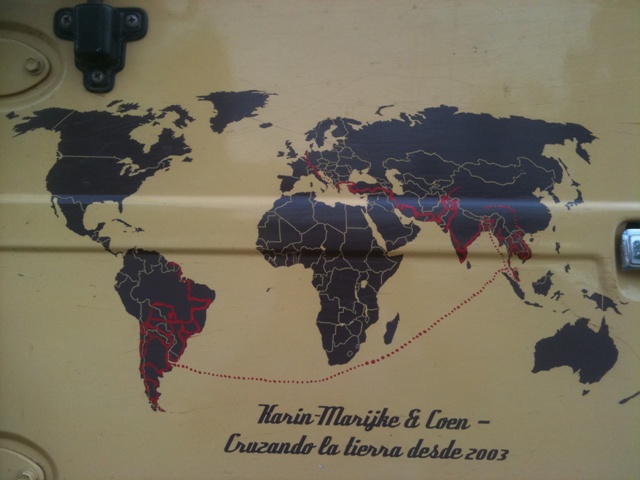 Karin-Marijke & Coen –
Cruzando la tierra desde 2003